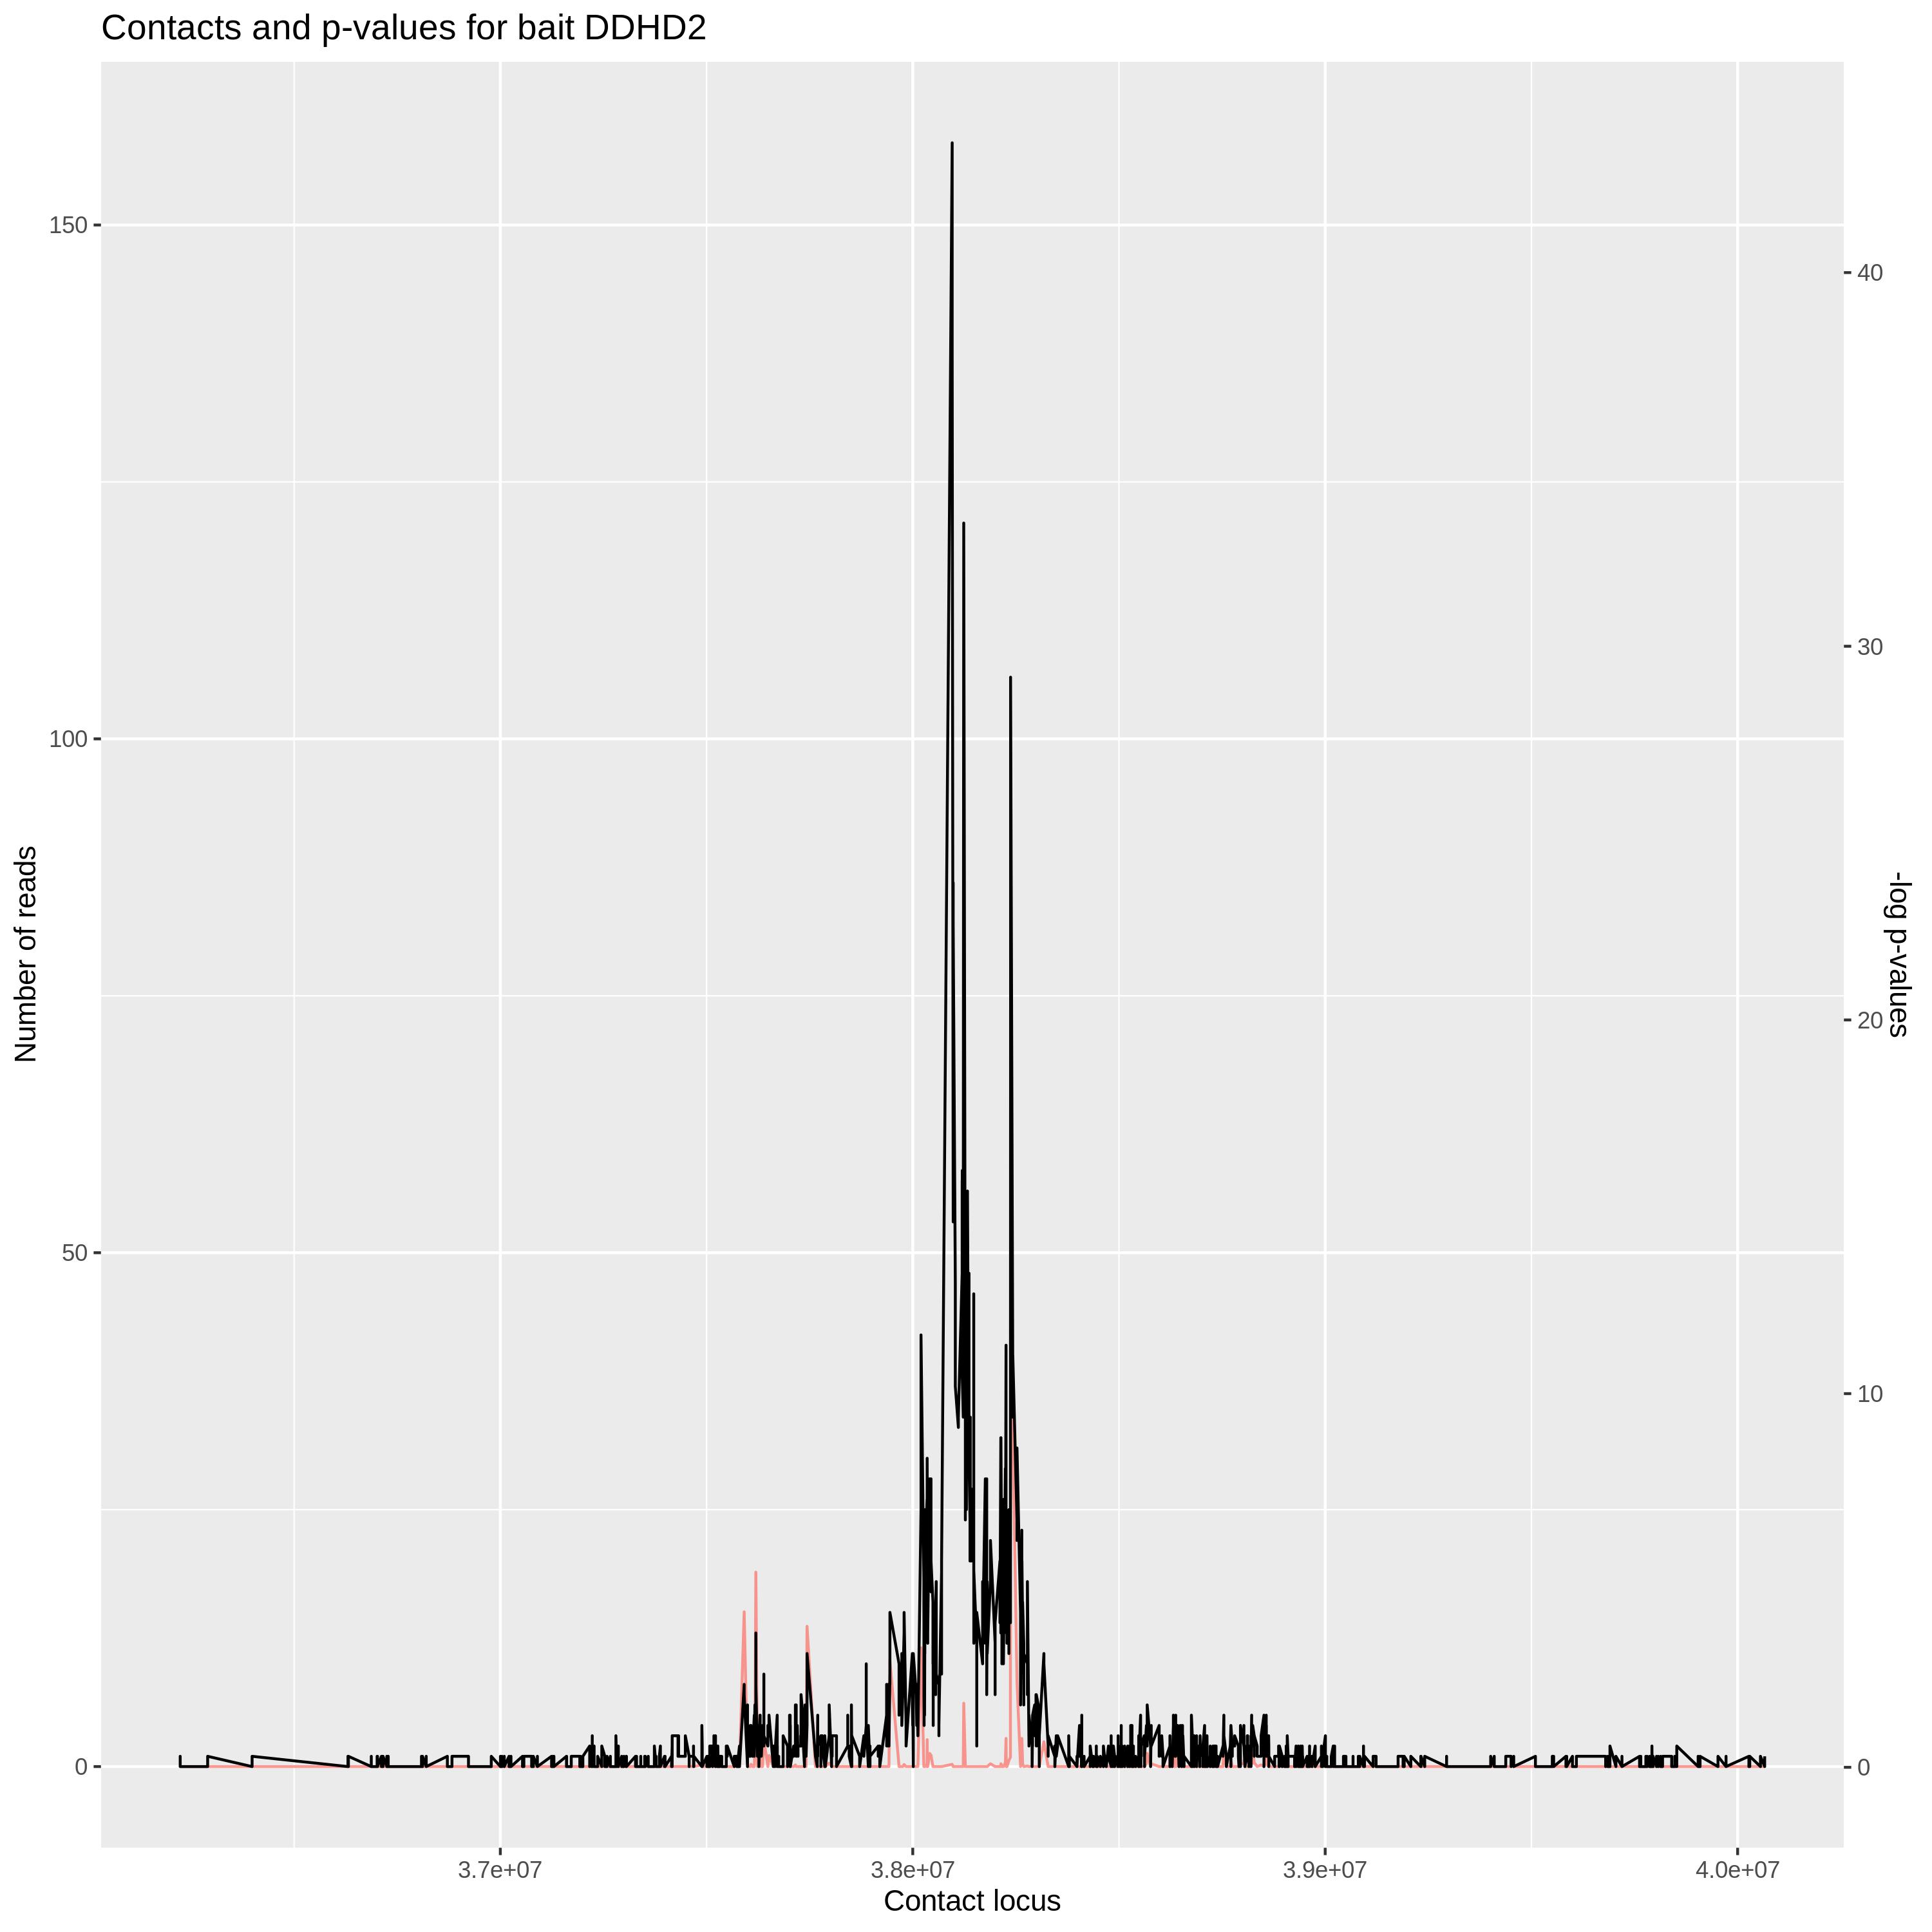 Contacts and p-values for bait DDHD2
150
100
50
0
40
30
20
10
0
Number of reads
-log p-values
3.7e+07
3.8e+07
3.9e+07
4.0e+07
Contact locus